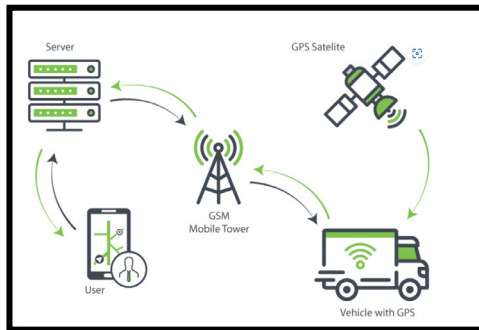 Server
GPS Satelite
GSM
Mobile Tower
User
Vehicle with GPS